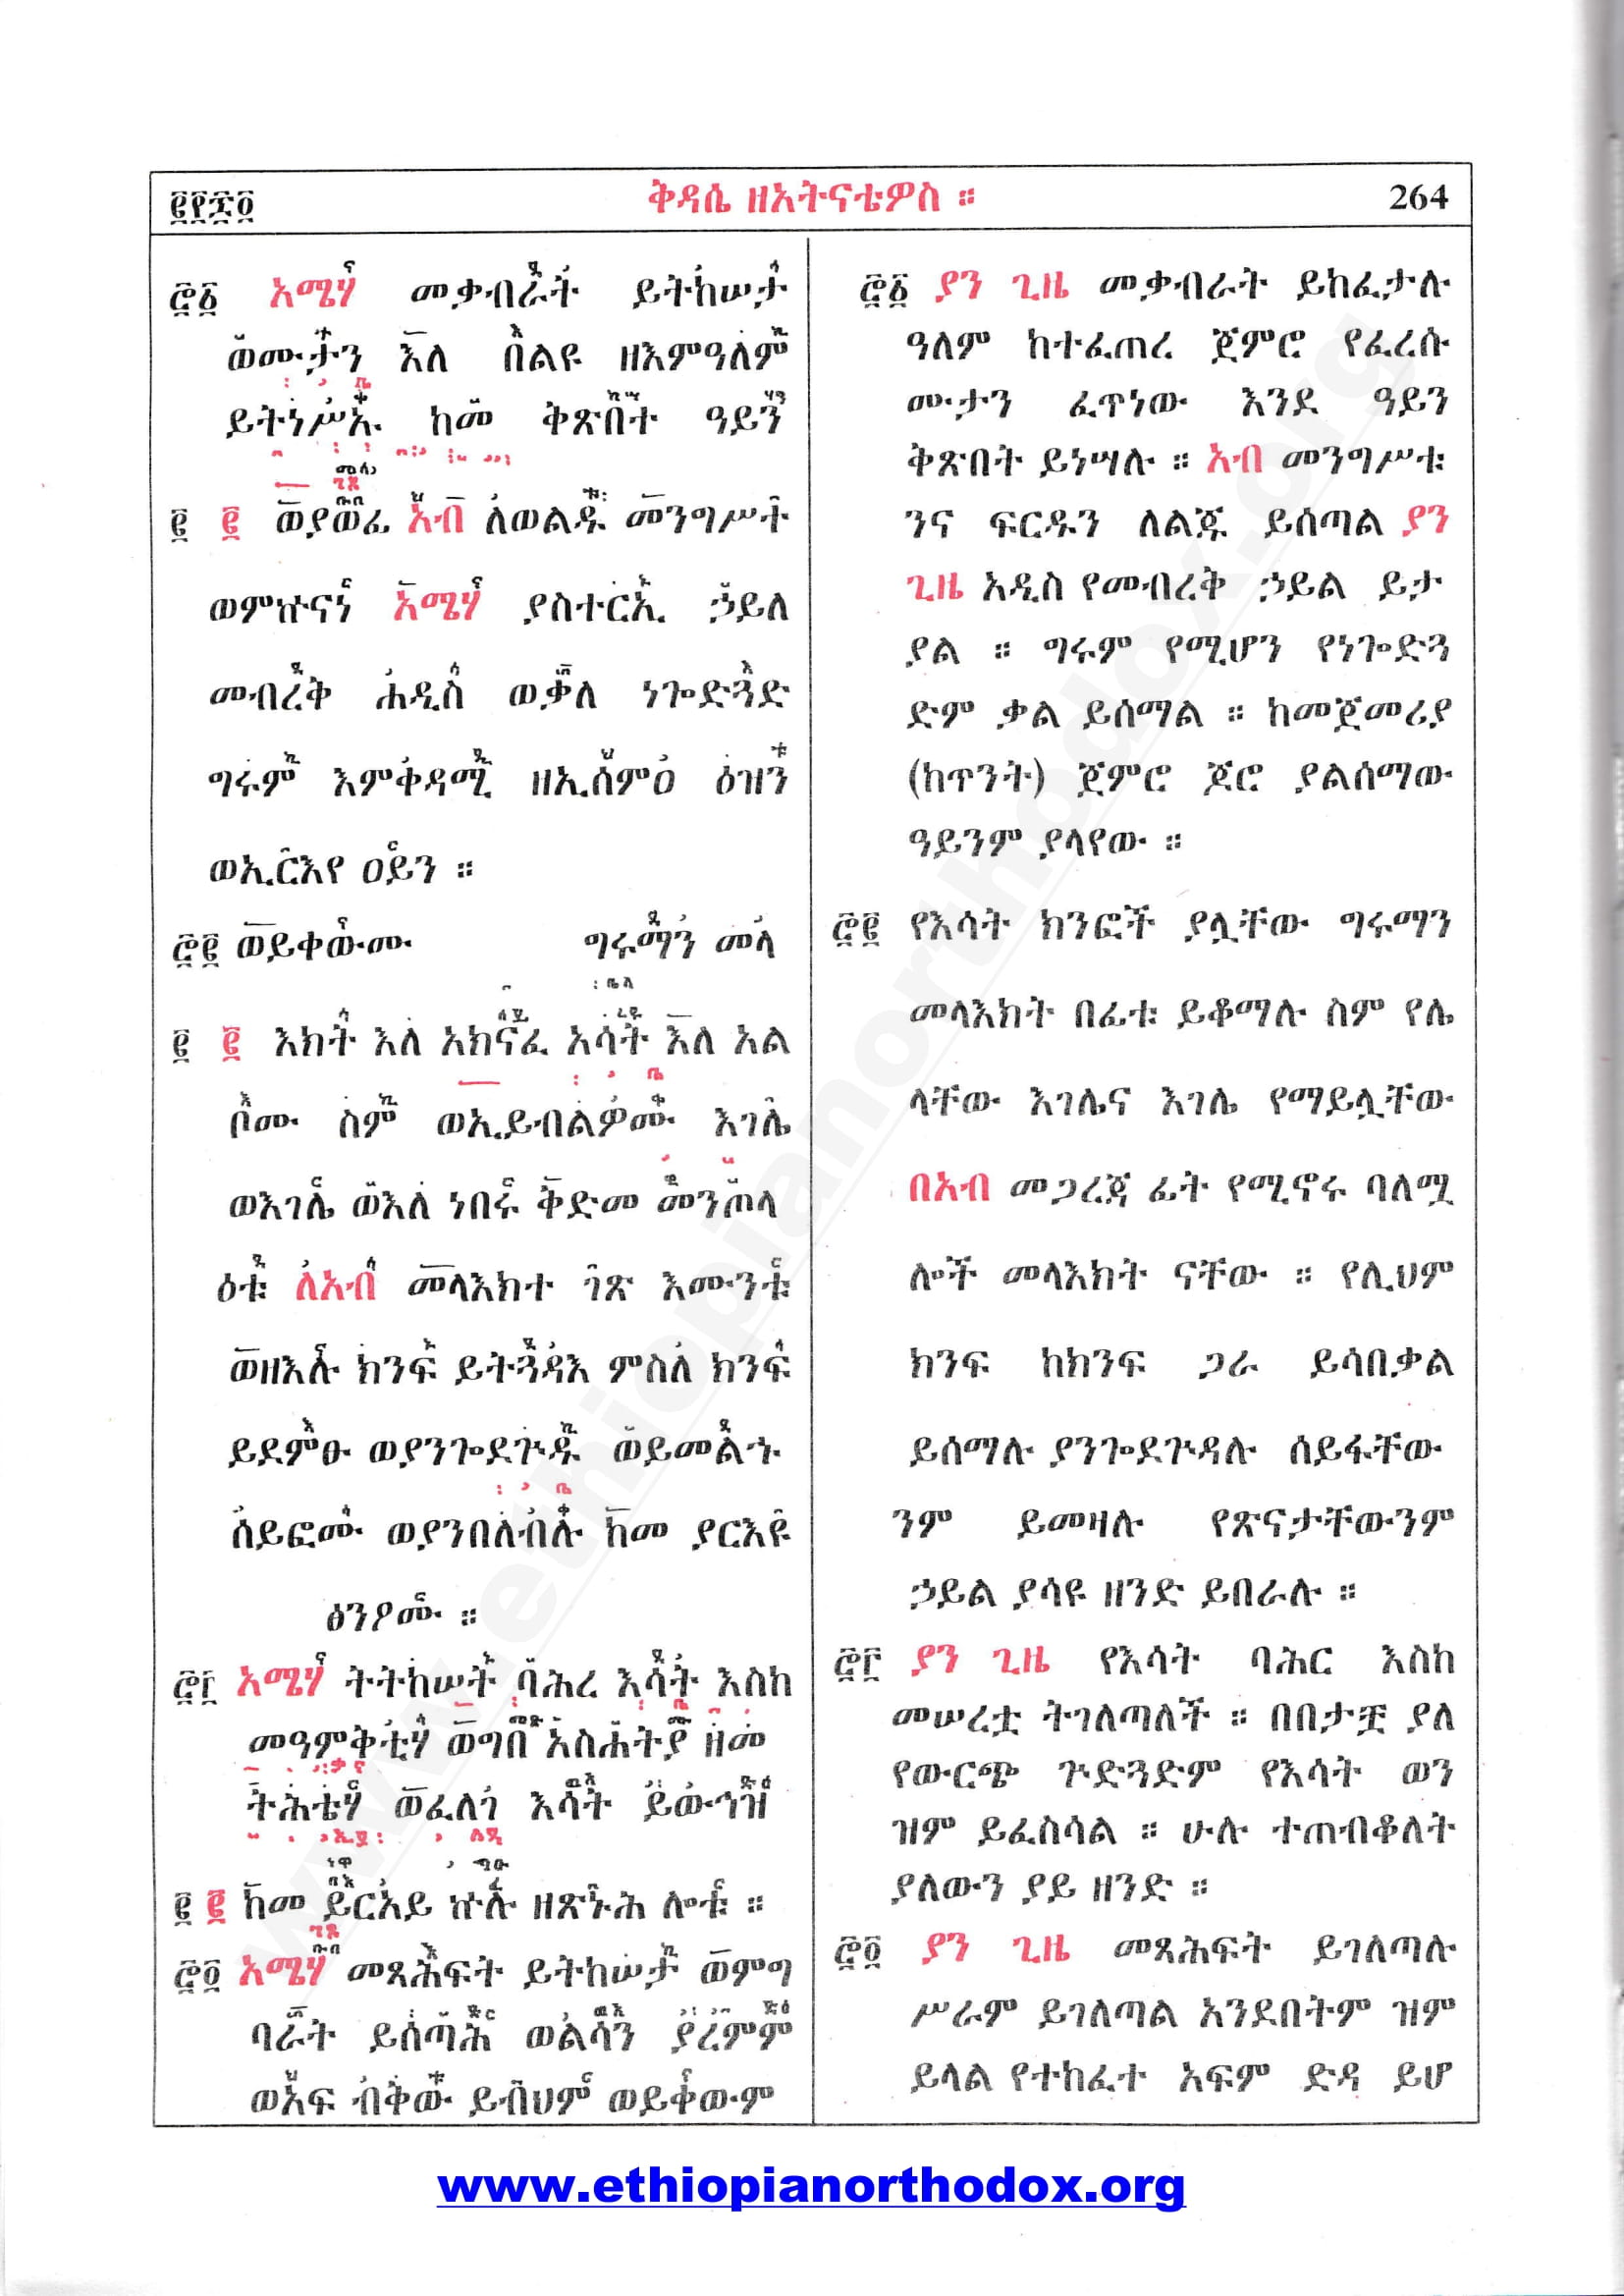 ፪፻፷፬ ቅዳሴ ዘአትናቴዎስ ። 264
፸፩ አሜሃ መቃብራት ይትከሠታ
ወሙታን እለ በልዩ ዘእምዓለም
ይትነሥኡ ከመ ቅጽበት ዓይን
፪ ፪ ወያወፊ አብ ለወልዱ መንግሥተ
ወምኵናነ አሜሃ ያስተርኢ ኃይለ
መብረቅ ሐዲስ ወቃለ ነጐድጓድ
ግሩም እምቀዳሚ ዘኢሰምዐ ዕዝን
ወኢርእየ ዐይን ።
፸፪ ወይቀውሙ ግሩማን መላ
፪ ፪ እክት እለ አክናፈ እሳት እለ አል
ቦሙ ስም ወኢይብልዎሙ እገሌ
ወእገሌ ወእለ ነበሩ ቅድመ መንጦላ
ዕቱ ለአብ መላእክተ ገጽ እሙንቱ
ወዘእሉ ክንፍ ይትጓዳእ ምስለ ክንፍ
ይደምፁ ወያንጐደጕዱ ወይመልኁ
ሰይፎሙ ወያንበለብሉ ከመ ያርእዩ
ፅንዖሙ ።
፸፫ አሜሃ ትትከሠት ባሕረ እሳት እስከ
መዓምቅቲሃ ወግበ አስሐትያ ዘመ
ትሕቴሃ ወፈለገ እሳት ይውኅዝ
፪ ፪ ከመ ይርአይ ኵሉ ዘጽኑሕ ሎቱ ።
፸፬ አሜሃ መጻሕፍት ይትከሠታ ወምግ
ባራት ይሰጣሕ ወልሳን ያረምም
ወአፍ ብቅው ይብህም ወይቀውም
፸፩ ያን ጊዜ መቃብራት ይከፈታሉ
ዓለም ከተፈጠረ ጀምሮ የፈረሱ
ሙታን ፈጥነው እንደ ዓይን
ቅጽበት ይነሣሉ ። አብ መንግሥቱ
ንና ፍርዱን ለልጁ ይሰጣል ያን
ጊዜ አዲስ የመብረቅ ኃይል ይታ
ያል ። ግሩም የሚሆን የነጐድጓ
ድም ቃል ይሰማል ። ከመጀመሪያ
(ከጥንት) ጀምሮ ጆሮ ያልሰማው
ዓይንም ያላየው ።
፸፪ የእሳት ክንፎች ያሏቸው ግሩማን
መላእክት በፊቱ ይቆማሉ ስም የሌ
ላቸው እገሌና እገሌ የማይሏቸው
በአብ መጋረጃ ፊት የሚኖሩ ባለሟ
ሎች መላእክት ናቸው ። የሊህም
ክንፍ ከክንፍ ጋራ ይሳበቃል
ይሰማሉ ያንጐደጕዳሉ ሰይፋቸው
ንም ይመዛሉ የጽናታቸውንም
ኃይል ያሳዩ ዘንድ ይበራሉ ።
፸፫ ያን ጊዜ የእሳት ባሕር እስከ
መሠረቷ ትገለጣለች ። በበታቿ ያለ
የውርጭ ጕድጓድም የእሳት ወን
ዝም ይፈስሳል ። ሁሉ ተጠብቆለት
ያለውን ያይ ዘንድ ።
፸፬ ያን ጊዜ መጻሕፍት ይገለጣሉ
ሥራም ይገለጣል አንደበትም ዝም
ይላል የተከፈተ አፍም ድዳ ይሆ
www.ethiopianorthodox.org
www.ethiopianorthodox.org